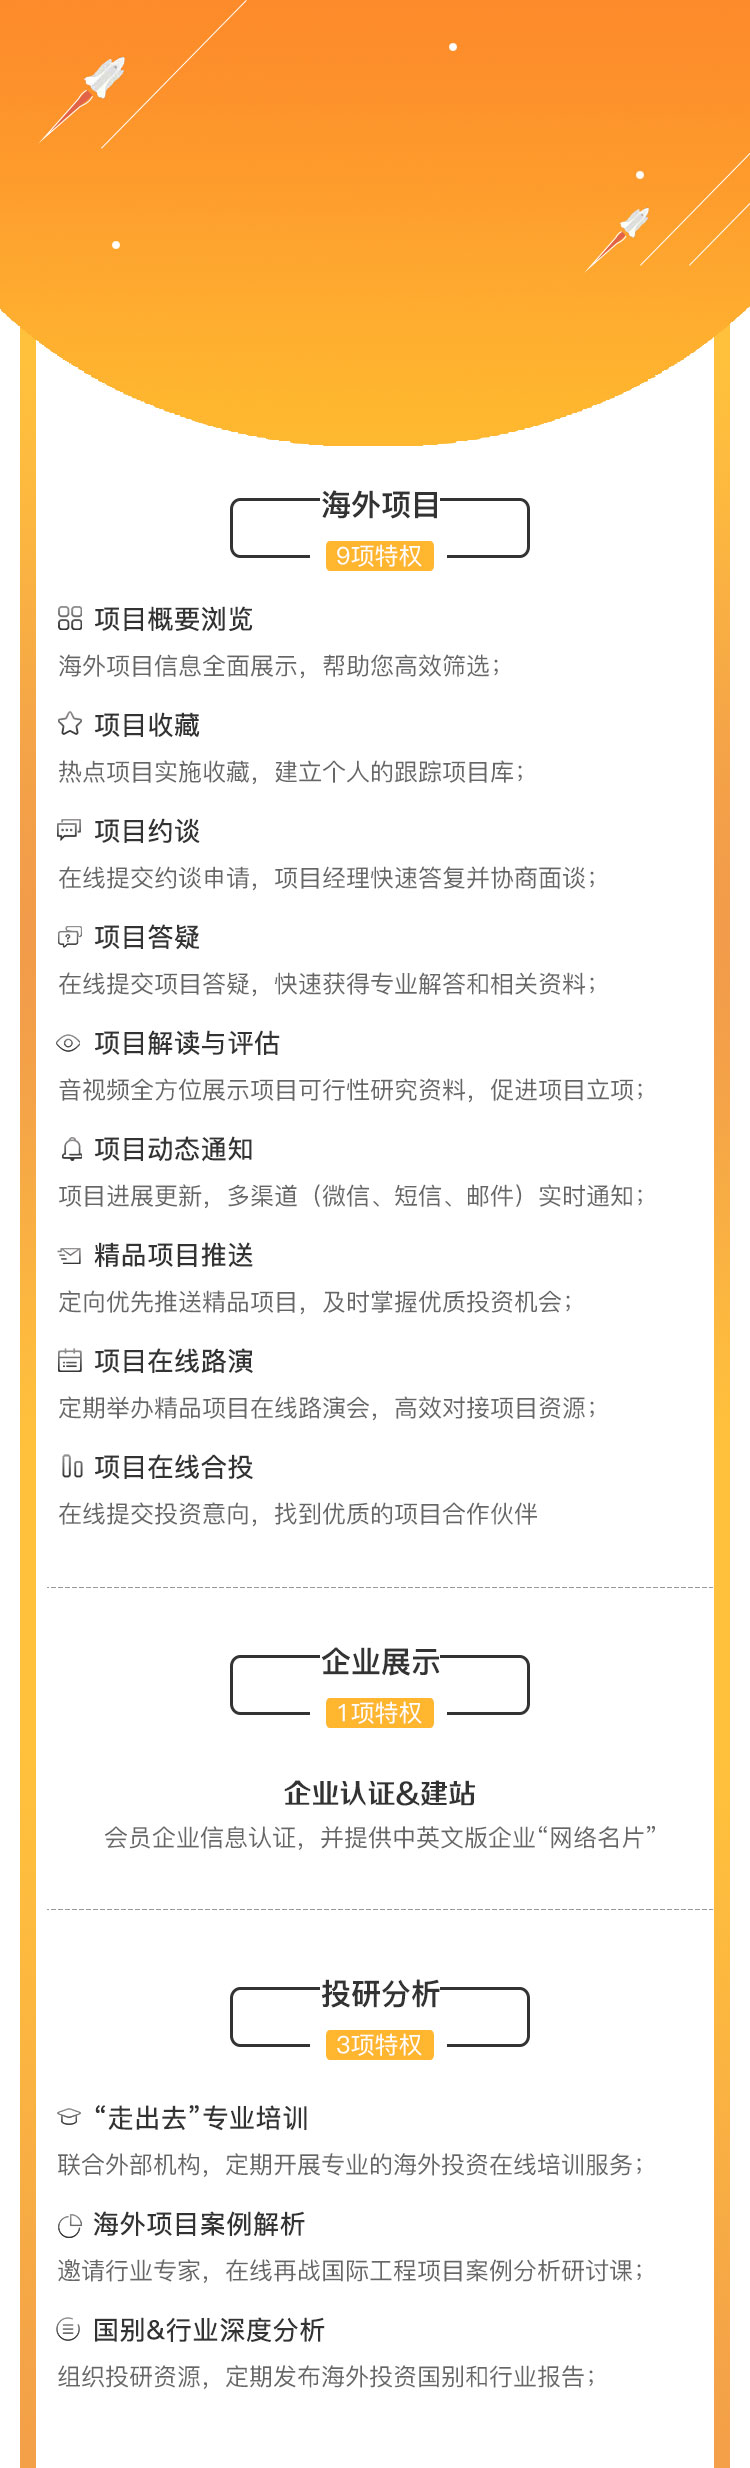 海外项目
9项特权
项目概要浏览
海外项目信息全面展示，帮助您高效筛选；
项目收藏
热点项目实施收藏，建立个人的跟踪项目库；
项目约谈
在线提交约谈申请，项目经理快速答复并协商面谈；
项目答疑
在线提交项目答疑，快速获得专业解答和相关资料；
项目解读与评估
音视频全方位展示项目可行性研究资料，促进项目立项；
项目动态通知
项目进展更新，多渠道（微信、短信、邮件）实时通知；
精品项目推送
定向优先推送精品项目，及时掌握优质投资机会；
项目在线路演
定期举办精品项目在线路演会，高效对接项目资源；
项目在线合投
在线提交投资意向，找到优质的项目合作伙伴
企业展示
1项特权
企业认证&建站
会员企业信息认证，并提供中英文版企业“网络名片”
投研分析
3项特权
“走出去”专业培训
联合外部机构，定期开展专业的海外投资在线培训服务；
海外项目案例解析
邀请行业专家，在线再战国际工程项目案例分析研讨课；
国别&行业深度分析
组织投研资源，定期发布海外投资国别和行业报告；